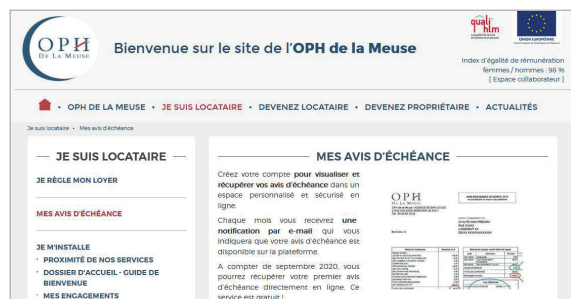 OPH
DE LA MEUSE
Bienvenue sur le site de l'OPH de la Meuse
quali
hlm
UNION EUROPÉENNE
Index d'égalité de rémunération
femmes / hommes : 98 %
[ Espace collaborateur ]
OPH DE LA MEUSE • JE SUIS LOCATAIRE • DEVENEZ LOCATAIRE • DEVENEZ PROPRIÉTAIRE • ACTUALITÉS
Je suis locataire • Mes avis d'échéance
JE SUIS LOCATAIRE
JE RÈGLE MON LOYER
MES AVIS D'ÉCHÉANCE
JE M'INSTALLE
• PROXIMITÉ DE NOS SERVICES
• DOSSIER D'ACCUEIL - GUIDE DE
BIENVENUE
• MES ENGAGEMENTS
MES AVIS D'ÉCHÉANCE
Créez votre compte pour visualiser et
récupérer vos avis d'échéance dans un
espace personnalisé et sécurisé en
ligne.
Chaque mois vous recevrez une
notification par e-mail qui vous
indiquera que votre avis d'échéance est
disponible sur la plateforme.
A compter de septembre 2020, vous
pourrez récupérer votre premier avis
d'échéance directement en ligne. Ce
service est gratuit !
OPH
DE LA MEUSE